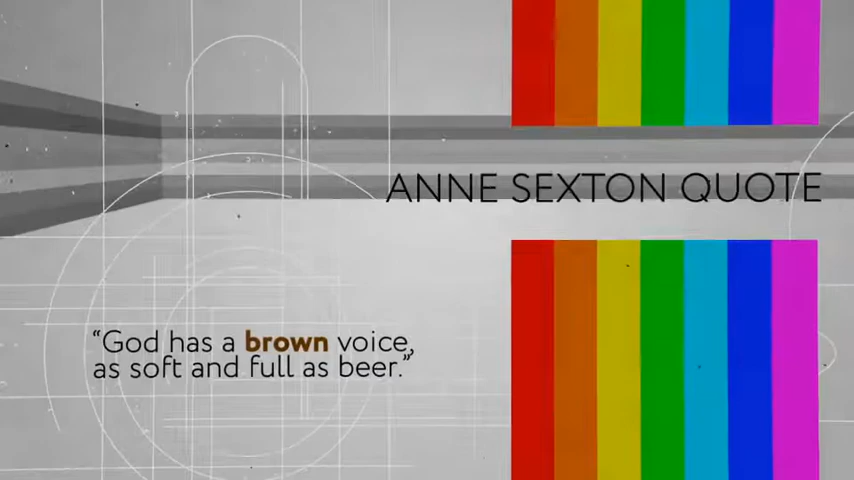 ANNE SEXTON QUOTE
“God has a brown voice,
as soft and full as beer.”